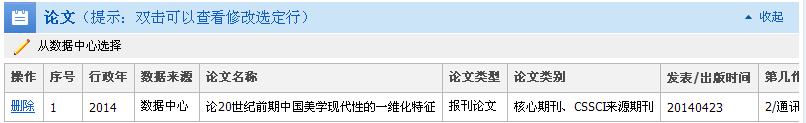 论文(提示：双击可以查看修改选定行) 收起
从数据中心选择
操作 序号 行政年 数据来源 论文名称 论文类型 论文类别 发表/出版时间 第几作
删除 1 2014 数据中心 论20世纪前期中国美学现代性的一维化特征 报刊论文 核心期刊、CSSCI来源期刊 20140423 2/通讯